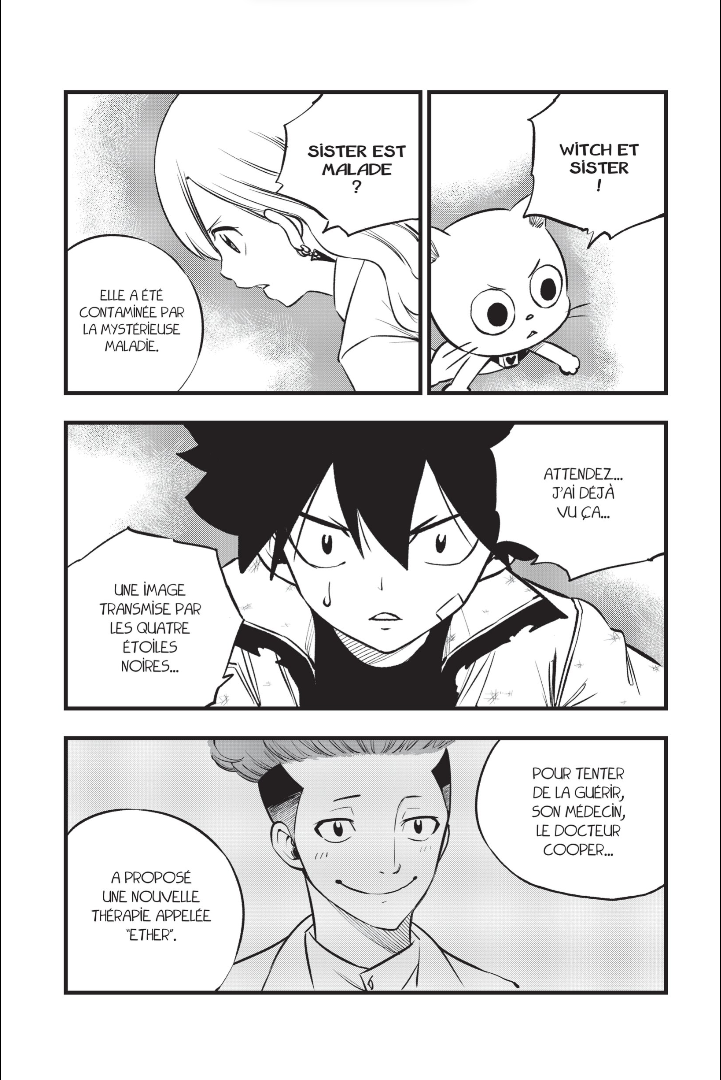 WITCH ET
SISTER
!
SISTER EST
MALADE
?
ELLE A ÉTÉ
CONTAMINÉE PAR
LA MYSTÉRIEUSE
MALADIE.
ATTENDEZ...
J'AI DÉJÀ
VU ÇA...
UNE IMAGE
TRANSMISE PAR
LES QUATRE
ÉTOILES
NOIRES...
POUR TENTER
DE LA GUÉRIR,
SON MÉDECIN,
LE DOCTEUR
COOPER...
A PROPOSÉ
UNE NOUVELLE
THÉRAPIE APPELÉE
"ETHER".